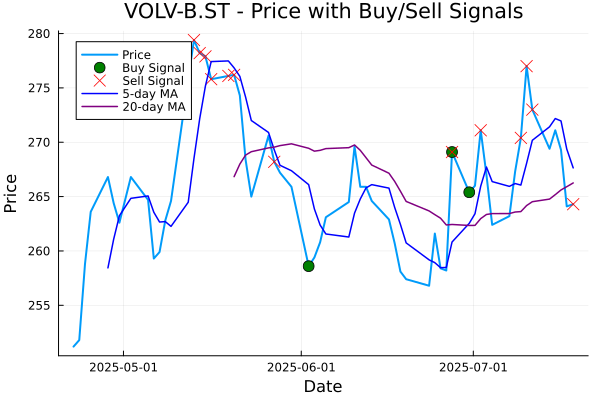 VOLV-B.ST - Price with Buy/Sell Signals
280
275
270
265
260
255
Price
Price
Buy Signal
Sell Signal
5-day MA
20-day MA
2025-05-01
2025-06-01
2025-07-01
Date